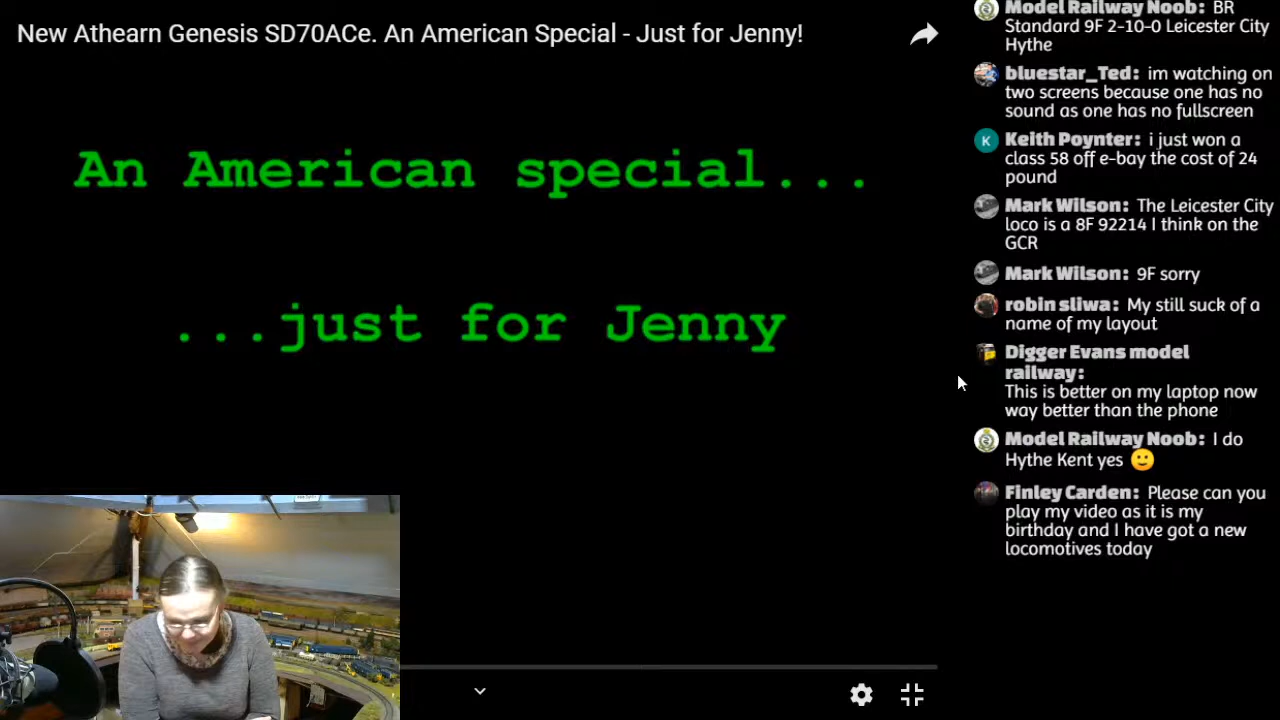 New Athearn Genesis SD70ACe. An American Special - Just for Jenny!
An American special...
...just for Jenny
Model Railway Noob: BR
Standard 9F 2-10-0 Leicester City
Hythe
bluestar_Ted: im watching on
two screens because one has no
sound as one has no fullscreen
K
Keith Poynter: i just won a
class 58 off e-bay the cost of 24
pound
Mark Wilson: The Leicester City
loco is a 8F 92214 I think on the
GCR
Mark Wilson: 9F sorry
robin sliwa: My still suck of a
name of my layout
Digger Evans model
railway:
This is better on my laptop now
way better than the phone
Model Railway Noob: I do
Hythe Kent yes 🙂
Finley Carden: Please can you
play my video as it is my
birthday and I have got a new
locomotives today